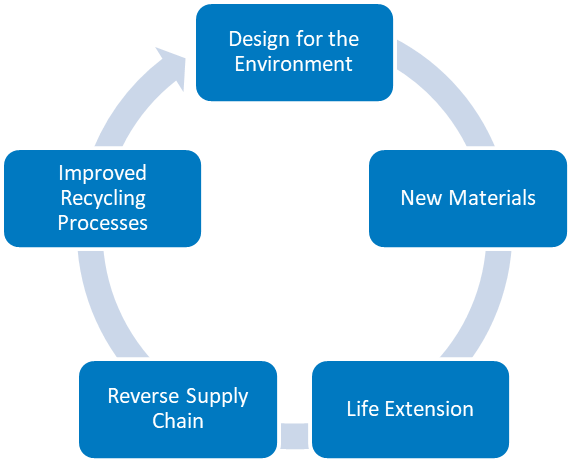 Design for the
Environment
New Materials
Life Extension
Reverse Supply
Chain
Improved
Recycling
Processes